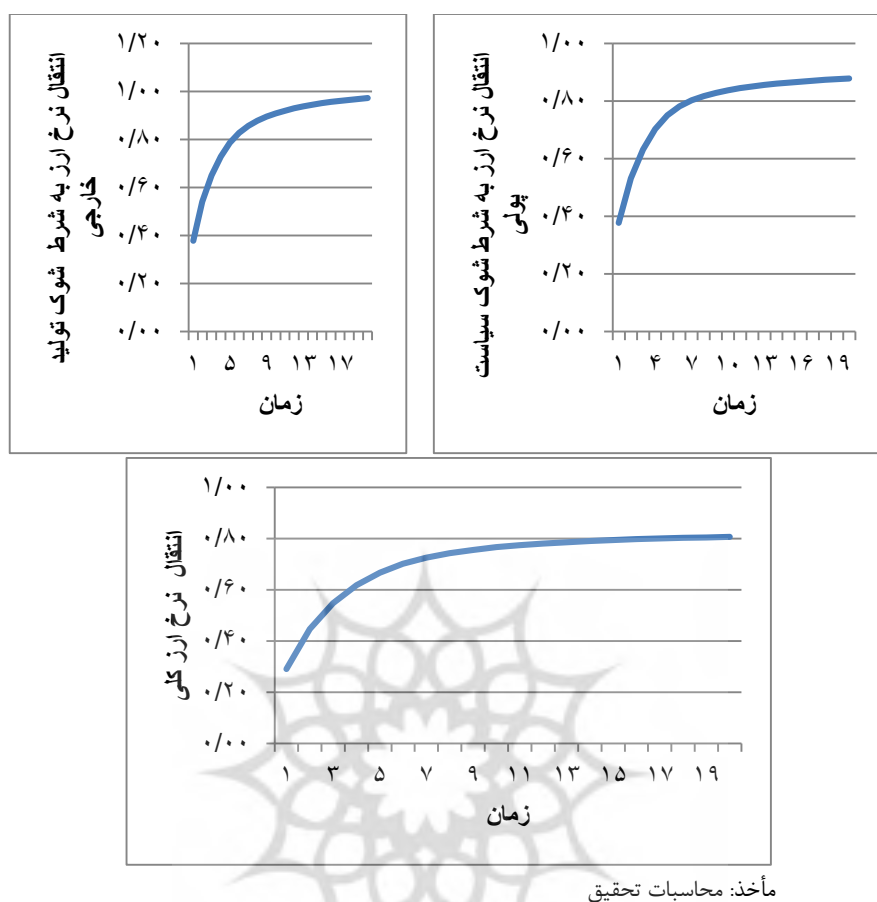 انتقال نرخ ارز به شرط شوک سیاست
پولی
۱/۰۰
۰/۸۰
۰/۶۰
۰/۴۰
۰/۲۰
۰/۰۰
۱ ۴ ۷ ۱۰ ۱۳ ۱۶ ۱۹
زمان
انتقال نرخ ارز به شرط شوک تولید
خارجی
۱/۲۰
۱/۰۰
۰/۸۰
۰/۶۰
۰/۴۰
۰/۲۰
۰/۰۰
۱ ۵ ۹ ۱۳ ۱۷
زمان
انتقال نرخ ارز کلی
۱/۰۰
۰/۸۰
۰/۶۰
۰/۴۰
۰/۲۰
۰/۰۰
۱ ۳ ۵ ۷ ۹ ۱۱ ۱۳ ۱۵ ۱۷ ۱۹
زمان
مأخذ: محاسبات تحقیق